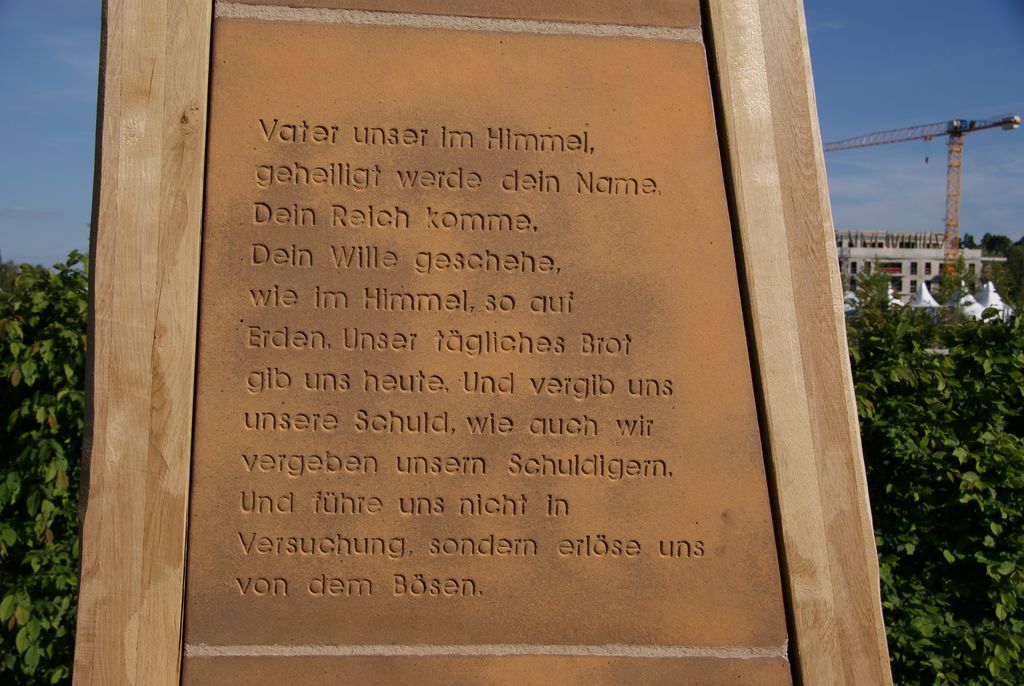 Vater unser im Himmel,
geheiligt werde dein Name.
Dein Reich komme.
Dein Wille geschehe,
wie im Himmel, so auf
Erden. Unser tägliches Brot
gib uns heute. Und vergib uns
unsere Schuld, wie auch wir
vergeben unsern Schuldigern.
Und führe uns nicht in
Versuchung, sondern erlöse uns
von dem Bösen.